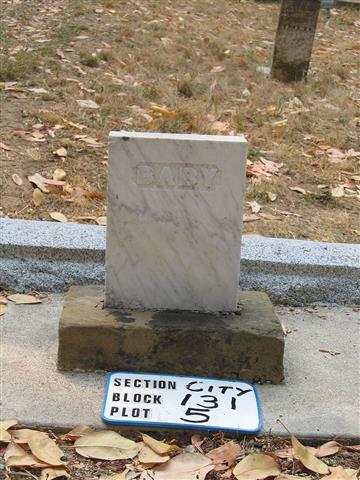 BABY
SECTION CITY
BLOCK 131
PLOT 5